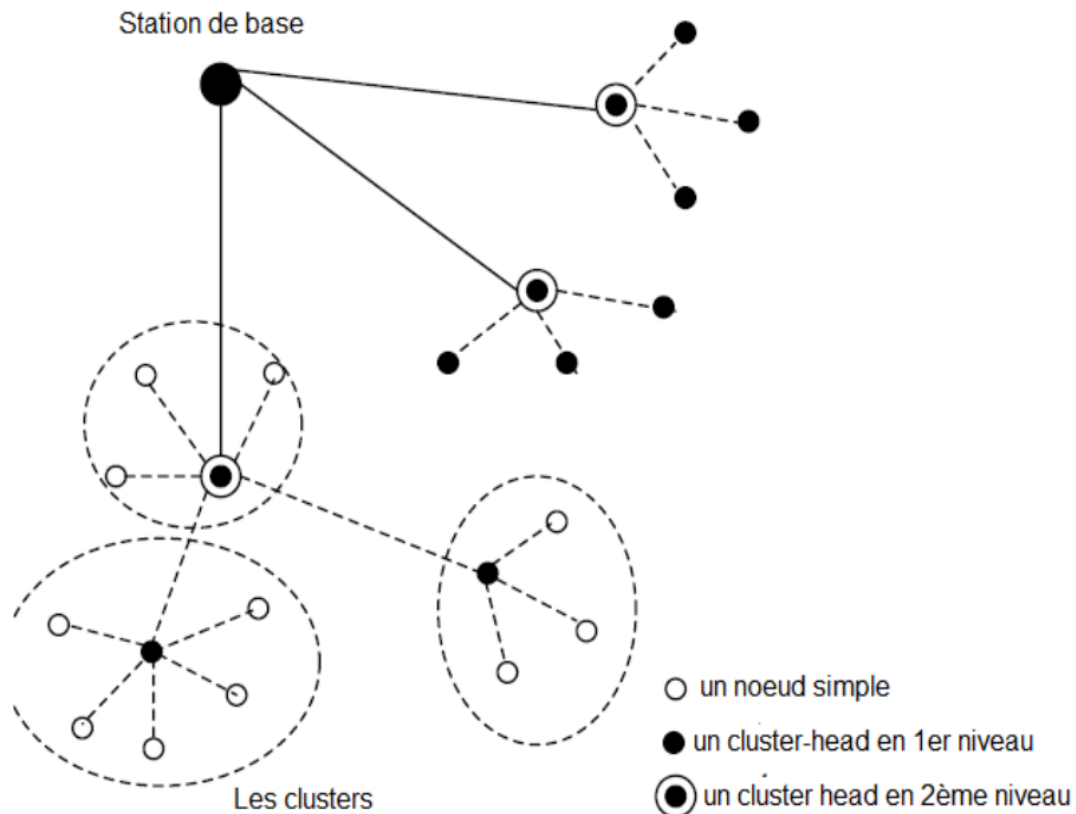 Station de base
un noeud simple
un cluster-head en 1er niveau
un cluster head en 2ème niveau
Les clusters